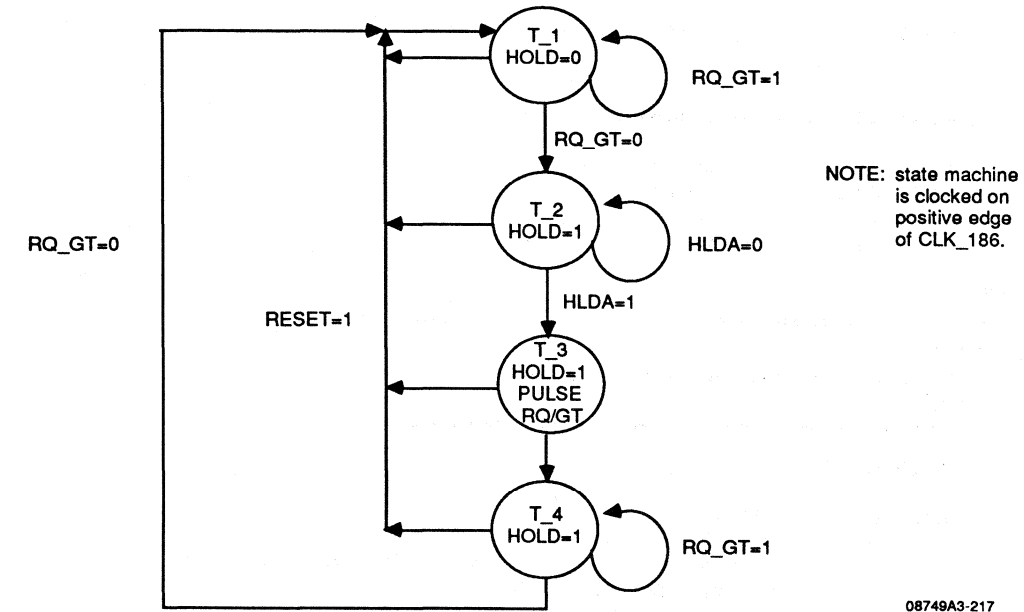 T_1
HOLD=0
RQ_GT=1
RQ_GT=0
T_2
HOLD=1
HLDA=0
NOTE: state machine
is clocked on
positive edge
of CLK_186.
RQ_GT=0
HLDA=1
RESET=1
T_3
HOLD=1
PULSE
RQ/GT
T_4
HOLD=1
RQ_GT=1
08749A3-217